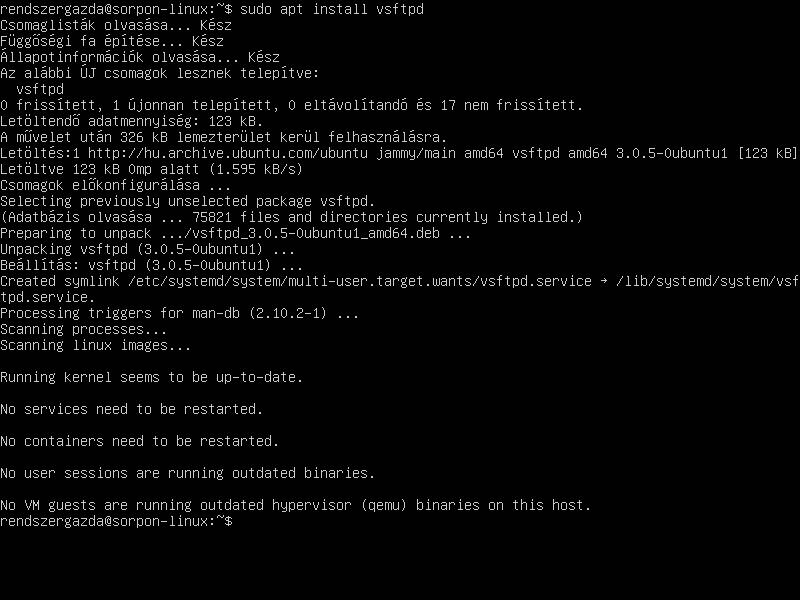 rendszergazda@sorpon-linux:~$ sudo apt install vsftpd
Csomaglisták olvasása... Kész
Függőségi fa építése... Kész
Állapotinformációk olvasása... Kész
Az alábbi ÚJ csomagok lesznek telepítve:
  vsftpd
0 frissített, 1 újonnan telepített, 0 eltávolítandó és 17 nem frissített.
Letöltendő adatmennyiség: 123 kB.
A művelet után 326 kB lemezterület kerül felhasználásra.
Letöltés:1 http://hu.archive.ubuntu.com/ubuntu jammy/main amd64 vsftpd amd64 3.0.5-0ubuntu1 [123 kB]
Letöltve 123 kB 0mp alatt (1.595 kB/s)
Csomagok előkonfigurálása ...
Selecting previously unselected package vsftpd.
(Adatbázis olvasása ... 75821 files and directories currently installed.)
Preparing to unpack .../vsftpd_3.0.5-0ubuntu1_amd64.deb ...
Unpacking vsftpd (3.0.5-0ubuntu1) ...
Beállítás: vsftpd (3.0.5-0ubuntu1) ...
Created symlink /etc/systemd/system/multi-user.target.wants/vsftpd.service → /lib/systemd/system/vsf
tpd.service.
Processing triggers for man-db (2.10.2-1) ...
Scanning processes...
Scanning linux images...
Running kernel seems to be up-to-date.
No services need to be restarted.
No containers need to be restarted.
No user sessions are running outdated binaries.
No VM guests are running outdated hypervisor (qemu) binaries on this host.
rendszergazda@sorpon-linux:~$